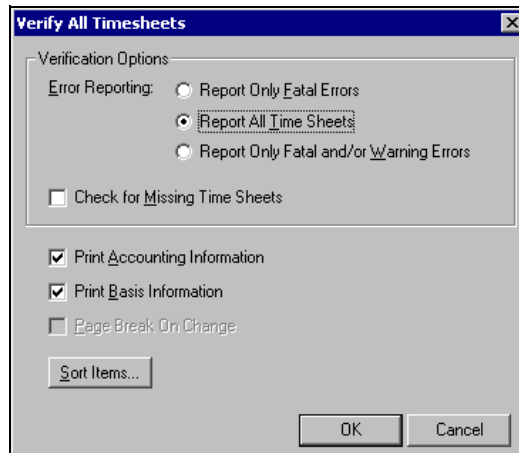 Verify All Timesheets
Verification Options
Error Reporting:
Report Only Fatal Errors
Report All Time Sheets
Report Only Fatal and/or Warning Errors
Check for Missing Time Sheets
Print Accounting Information
Print Basis Information
Page Break On Change
Sort Items...
OK Cancel